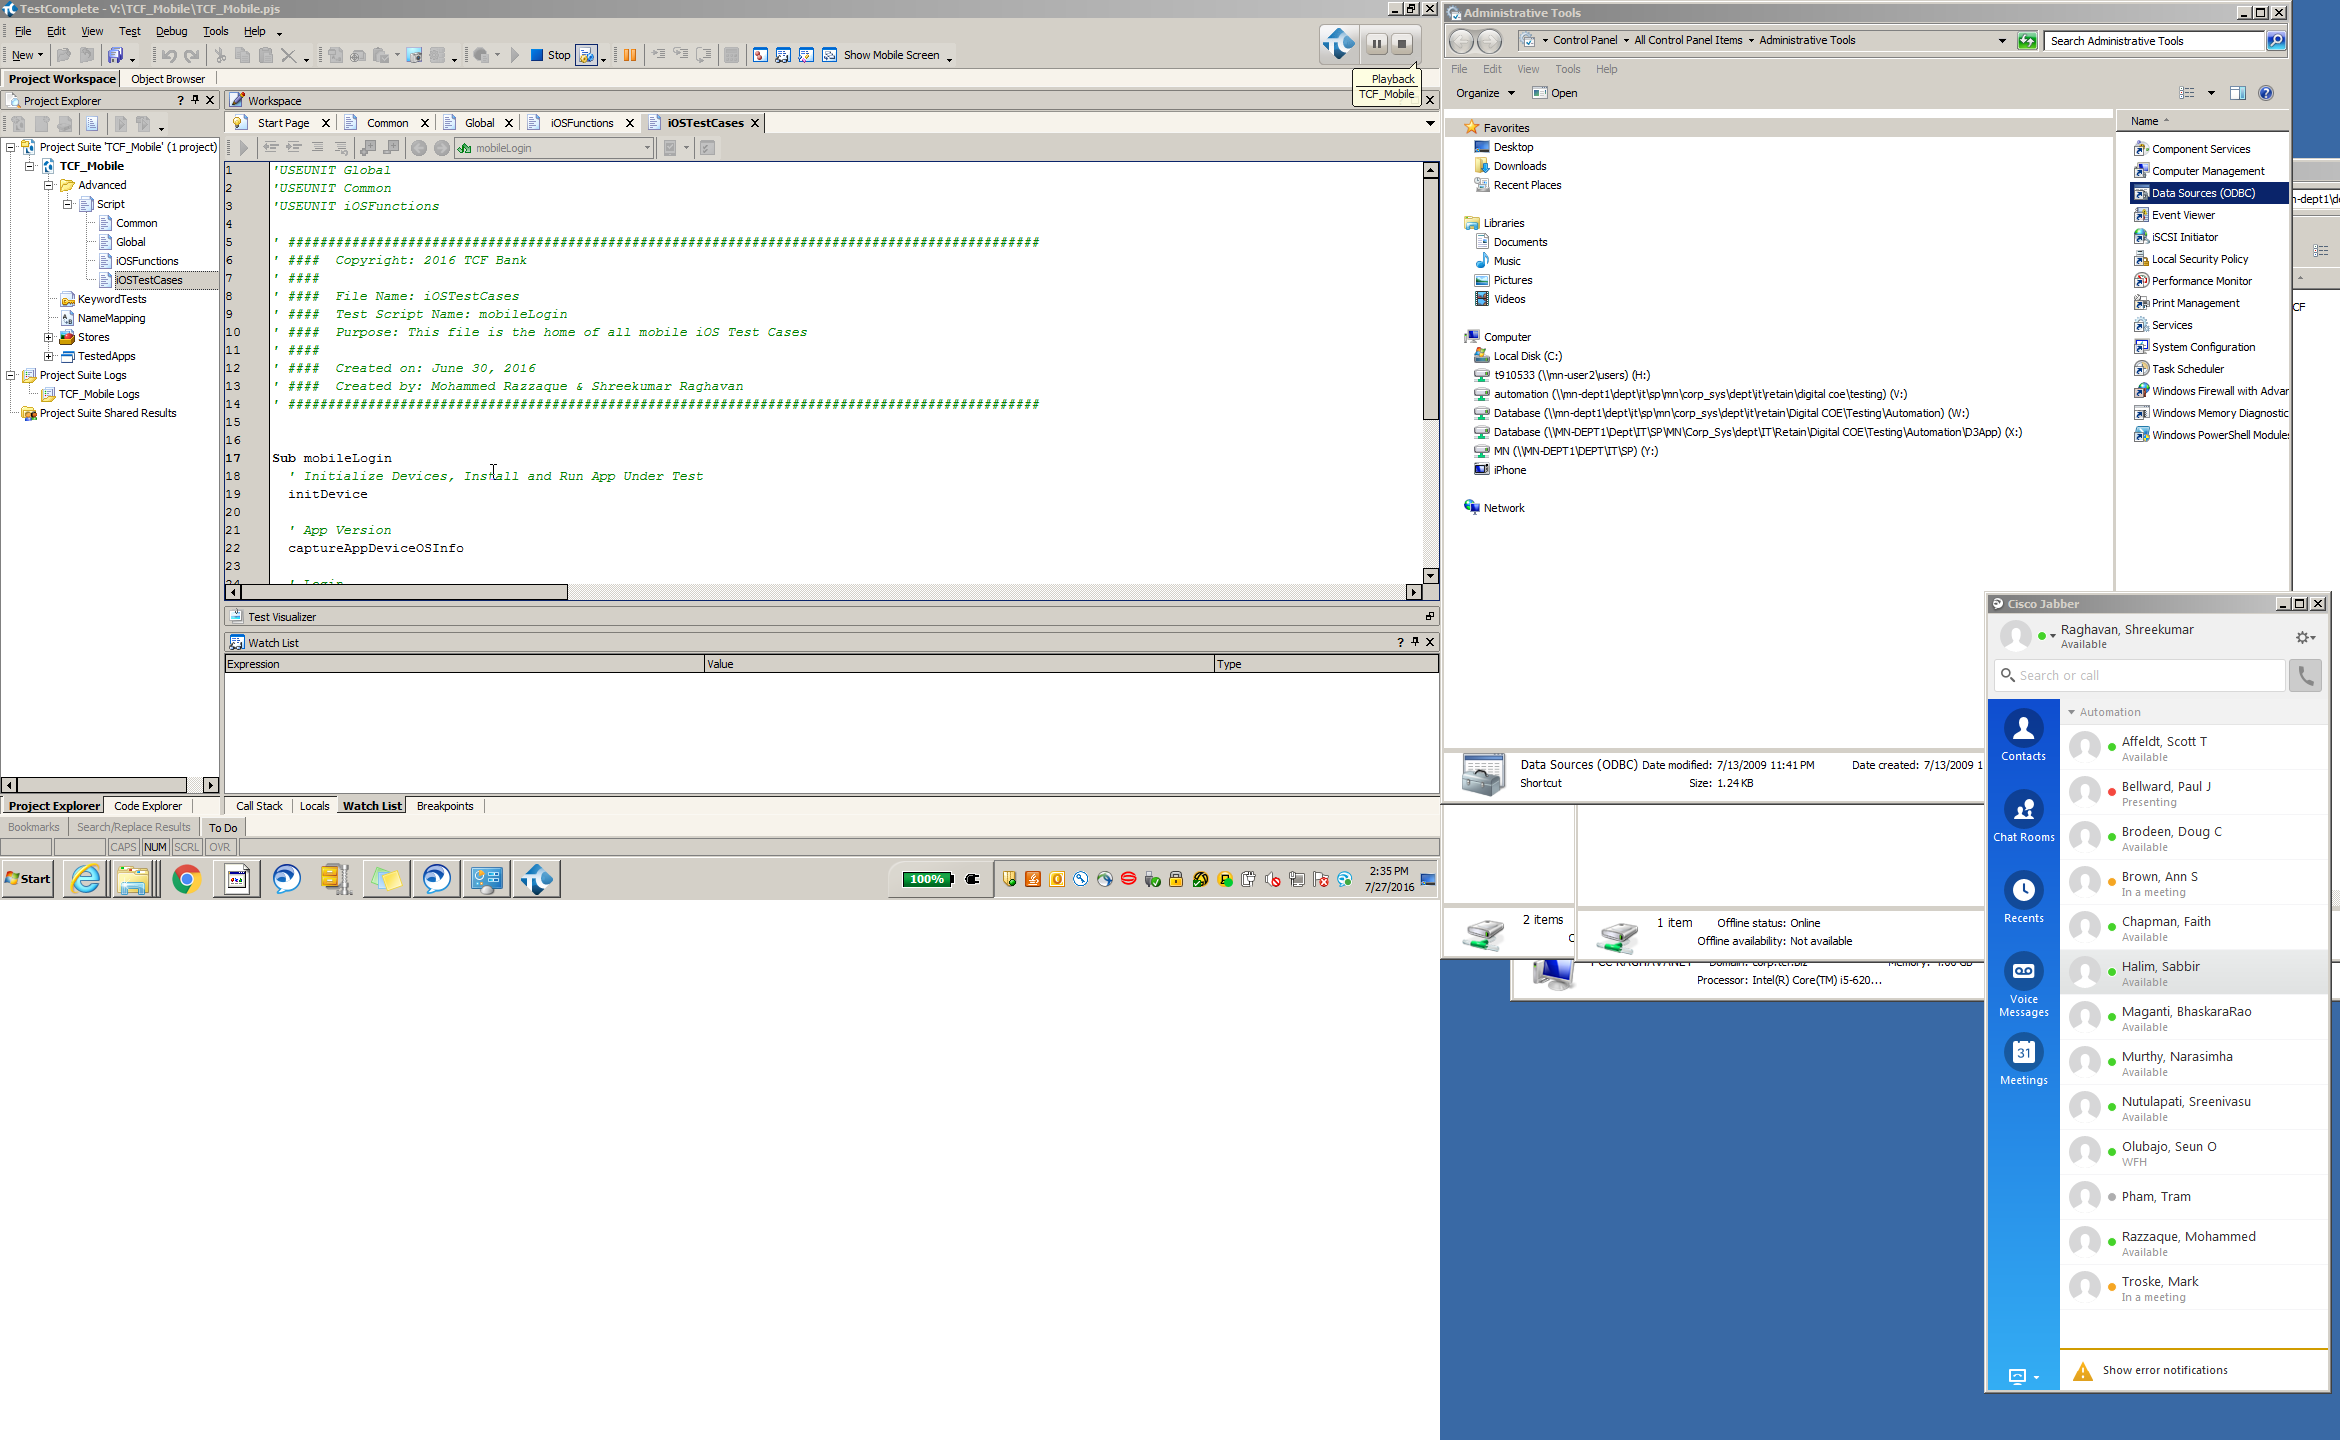 TestComplete - V:\TCF_Mobile\TCF_Mobile.pjs
File Edit View Test Debug Tools Help
New Stop Show Mobile Screen
Playback
TCF_Mobile
Project Workspace Object Browser
Project Explorer
Project Suite 'TCF_Mobile' (1 project)
TCF_Mobile
Advanced
Script
Common
Global
iOSFunctions
iOSTestCases
KeywordTests
NameMapping
Stores
TestedApps
Project Suite Logs
TCF_Mobile Logs
Project Suite Shared Results
Workspace
Start Page Common Global iOSFunctions iOSTestCases
mobileLogin
1 'USEUNIT Global
2 'USEUNIT Common
3 'USEUNIT iOSFunctions
4
5 ' ##############################################################################################
6 ' #### Copyright: 2016 TCF Bank
7 ' ####
8 ' #### File Name: iOSTestCases
9 ' #### Test Script Name: mobileLogin
10 ' #### Purpose: This file is the home of all mobile iOS Test Cases
11 ' ####
12 ' #### Created on: June 30, 2016
13 ' #### Created by: Mohammed Razzaque & Shreekumar Raghavan
14 ' ##############################################################################################
15
16
17 Sub mobileLogin
18 ' Initialize Devices, Install and Run App Under Test
19 initDevice
20
21 ' App Version
22 captureAppDeviceOSInfo
23
24 ' Login
Test Visualizer
Watch List
Expression Value Type
Project Explorer Code Explorer
Call Stack Locals Watch List Breakpoints
Bookmarks Search/Replace Results To Do
CAPS NUM SCRL OVR
Start
100%
2:35 PM
7/27/2016
Administrative Tools
Control Panel All Control Panel Items Administrative Tools
Search Administrative Tools
File Edit View Tools Help
Organize Open
Favorites
Desktop
Downloads
Recent Places
Libraries
Documents
Music
Pictures
Videos
Computer
Local Disk (C:)
t910533 (\\mn-user2\users) (H:)
automation (\\mn-dept1\dept\it\sp\mn\corp_sys\dept\it\retain\digital coe\testing) (V:)
Database (\\mn-dept1\dept\it\sp\mn\corp_sys\dept\it\retain\Digital COE\Testing\Automation) (W:)
Database (\\MN-DEPT1\Dept\IT\SP\MN\Corp_Sys\dept\IT\Retain\Digital COE\Testing\Automation\D3App) (X:)
MN (\\MN-DEPT1\DEPT\IT\SP) (Y:)
iPhone
Network
Name
Component Services
Computer Management
Data Sources (ODBC)
Event Viewer
iSCSI Initiator
Local Security Policy
Performance Monitor
Print Management
Services
System Configuration
Task Scheduler
Windows Firewall with Advar
Windows Memory Diagnostic
Windows PowerShell Modules
n-dept1\d
CF
Data Sources (ODBC) Date modified: 7/13/2009 11:41 PM Date created: 7/13/2009 1
Shortcut Size: 1.24 KB
2 items
1 item Offline status: Online
Offline availability: Not available
Processor: Intel(R) Core(TM) i5-620...
Cisco Jabber
Raghavan, Shreekumar
Available
Search or call
Contacts
Chat Rooms
Recents
Voice
Messages
31
Meetings
Automation
Affeldt, Scott T
Available
Bellward, Paul J
Presenting
Brodeen, Doug C
Available
Brown, Ann S
In a meeting
Chapman, Faith
Available
Halim, Sabbir
Available
Maganti, BhaskaraRao
Available
Murthy, Narasimha
Available
Nutulapati, Sreenivasu
Available
Olubajo, Seun O
WFH
Pham, Tram
Razzaque, Mohammed
Available
Troske, Mark
In a meeting
Show error notifications